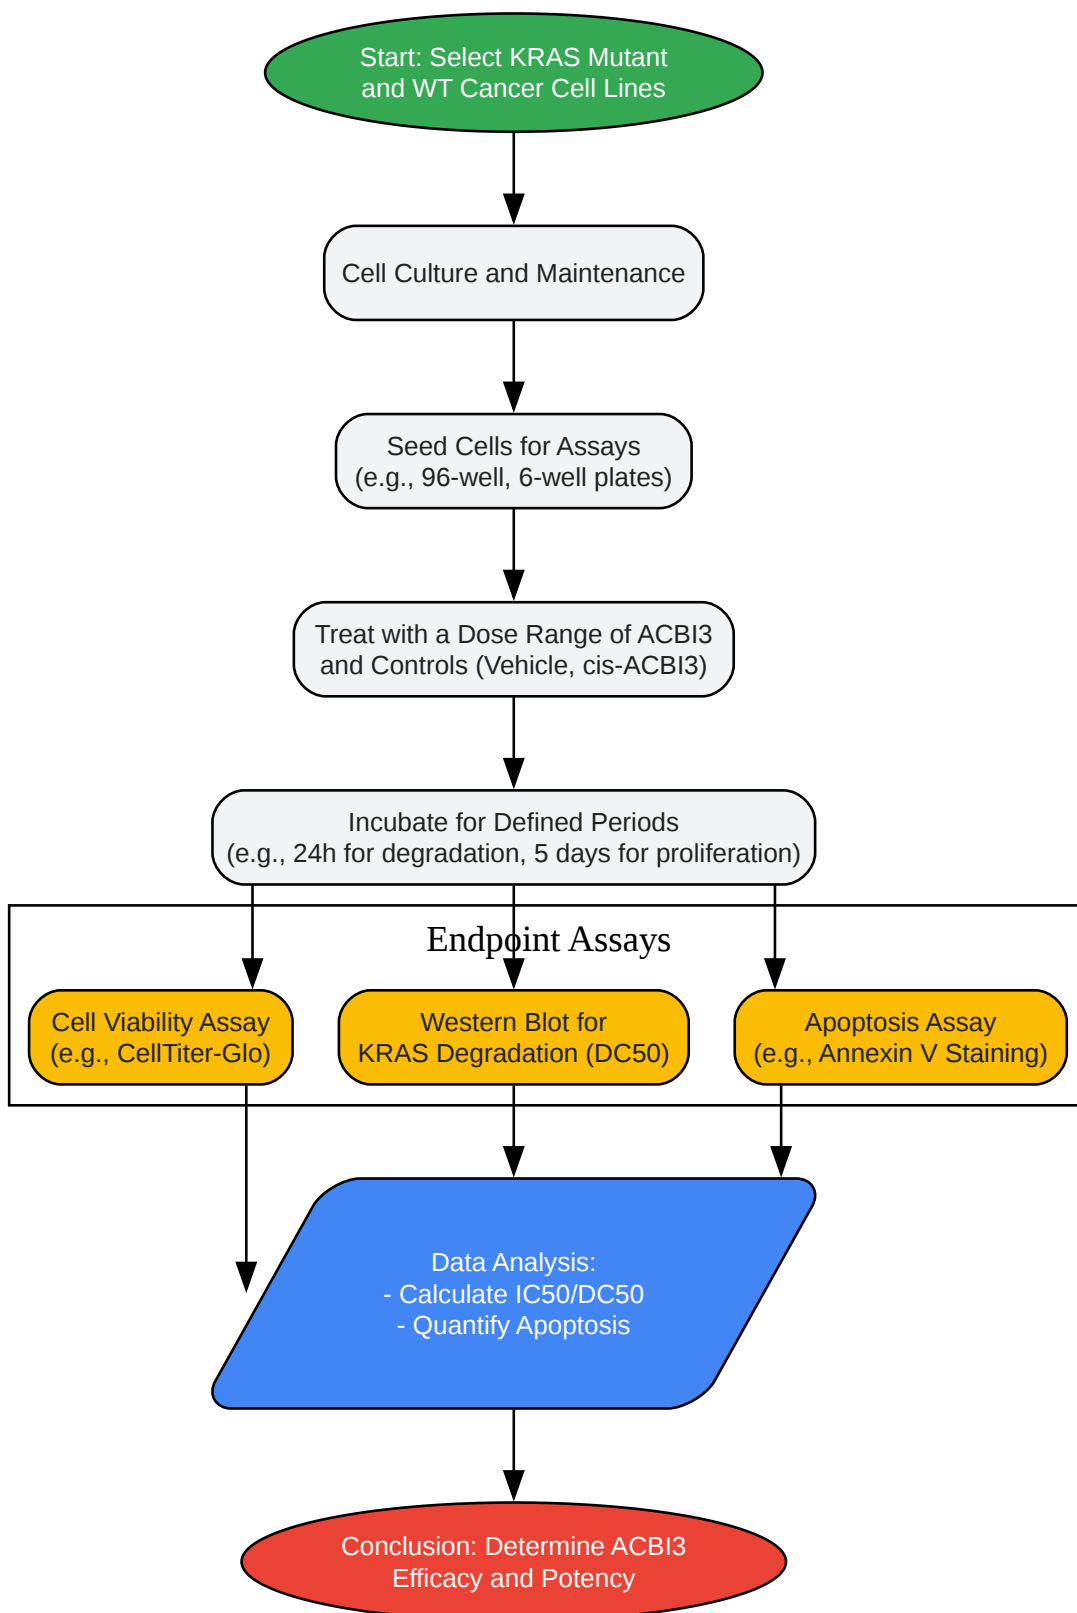 Start: Select KRAS Mutant
and WT Cancer Cell Lines
Cell Culture and Maintenance
Seed Cells for Assays
(e.g., 96-well, 6-well plates)
Treat with a Dose Range of ACBI3
and Controls (Vehicle, cis-ACBI3)
Incubate for Defined Periods
(e.g., 24h for degradation, 5 days for proliferation)
Endpoint Assays
Cell Viability Assay
(e.g., CellTiter-Glo)
Western Blot for
KRAS Degradation (DC50)
Apoptosis Assay
(e.g., Annexin V Staining)
Data Analysis:
- Calculate IC50/DC50
- Quantify Apoptosis
Conclusion: Determine ACBI3
Efficacy and Potency